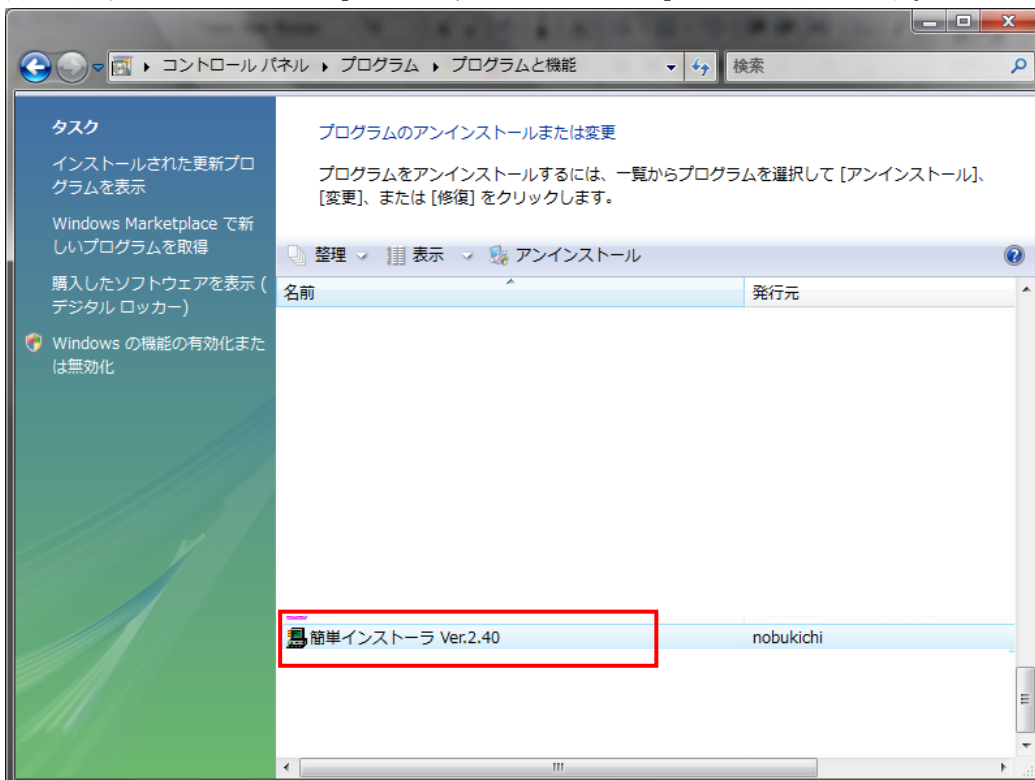 コントロール パネル ▸ プログラム ▸ プログラムと機能
検索
タスク
インストールされた更新プロ
グラムを表示
Windows Marketplace で新
しいプログラムを取得
購入したソフトウェアを表示 (
デジタル ロッカー)
Windows の機能の有効化また
は無効化
プログラムのアンインストールまたは変更
プログラムをアンインストールするには、一覧からプログラムを選択して [アンインストール]、
[変更]、または [修復] をクリックします。
整理 表示 アンインストール
名前 発行元
簡単インストーラ Ver.2.40 nobukichi